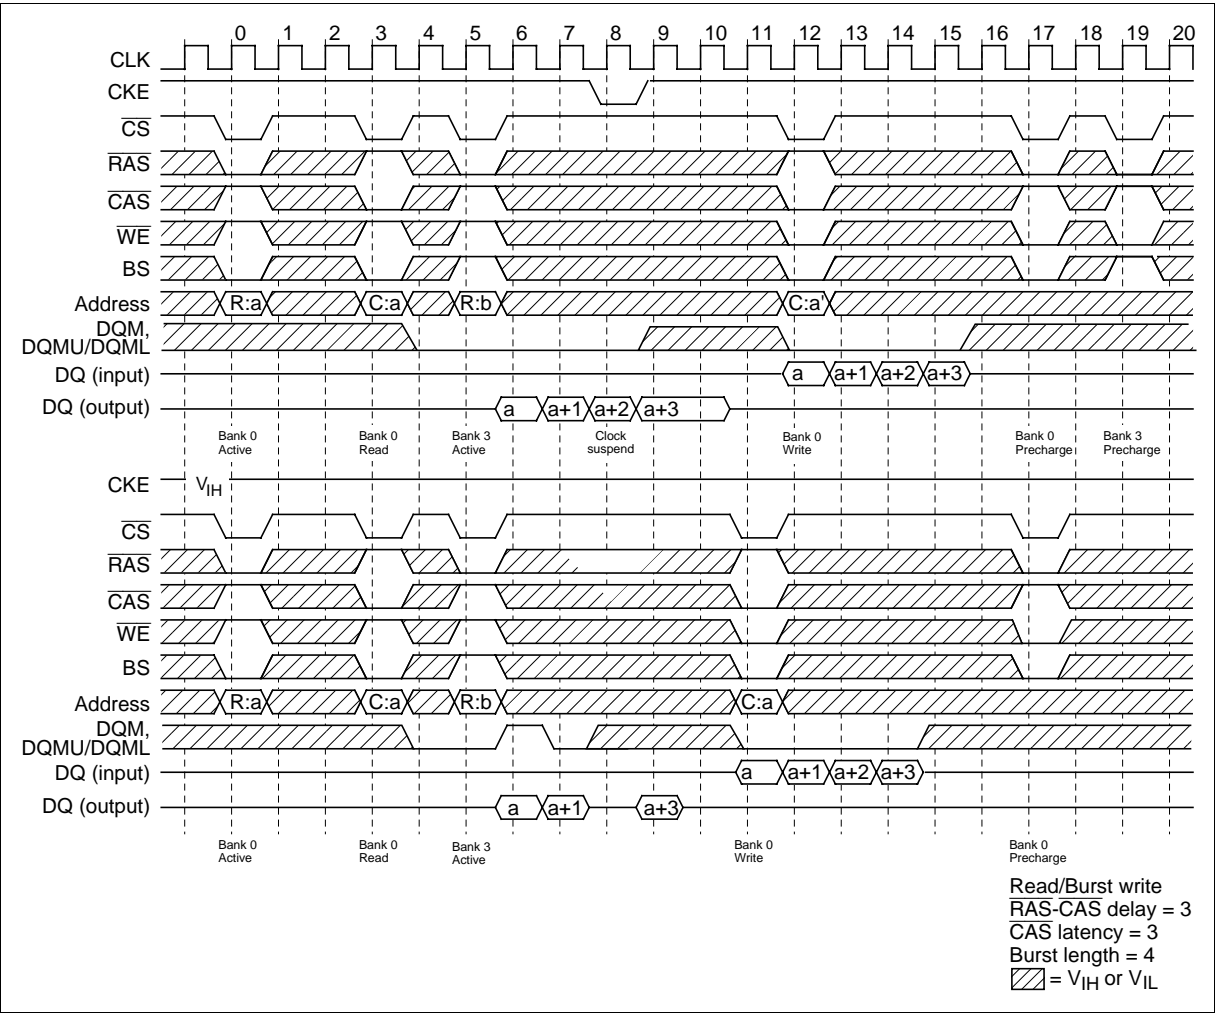 0 1 2 3 4 5 6 7 8 9 10 11 12 13 14 15 16 17 18 19 20
CLK
CKE
CS
RAS
CAS
WE
BS
Address R:a C:a R:b C:a'
DQM,
DQMU/DQML
DQ (input) a a+1 a+2 a+3
DQ (output) a a+1 a+2 a+3
Bank 0 Bank 0 Bank 3 Clock Bank 0 Bank 0 Bank 3
Active Read Active suspend Write Precharge Precharge
CKE VIH
CS
RAS
CAS
WE
BS
Address R:a C:a R:b C:a
DQM,
DQMU/DQML
DQ (input) a a+1 a+2 a+3
DQ (output) a a+1 a+3
Bank 0 Bank 0 Bank 3 Bank 0 Bank 0
Active Read Active Write Precharge
Read/Burst write
RAS-CAS delay = 3
CAS latency = 3
Burst length = 4
= VIH or VIL